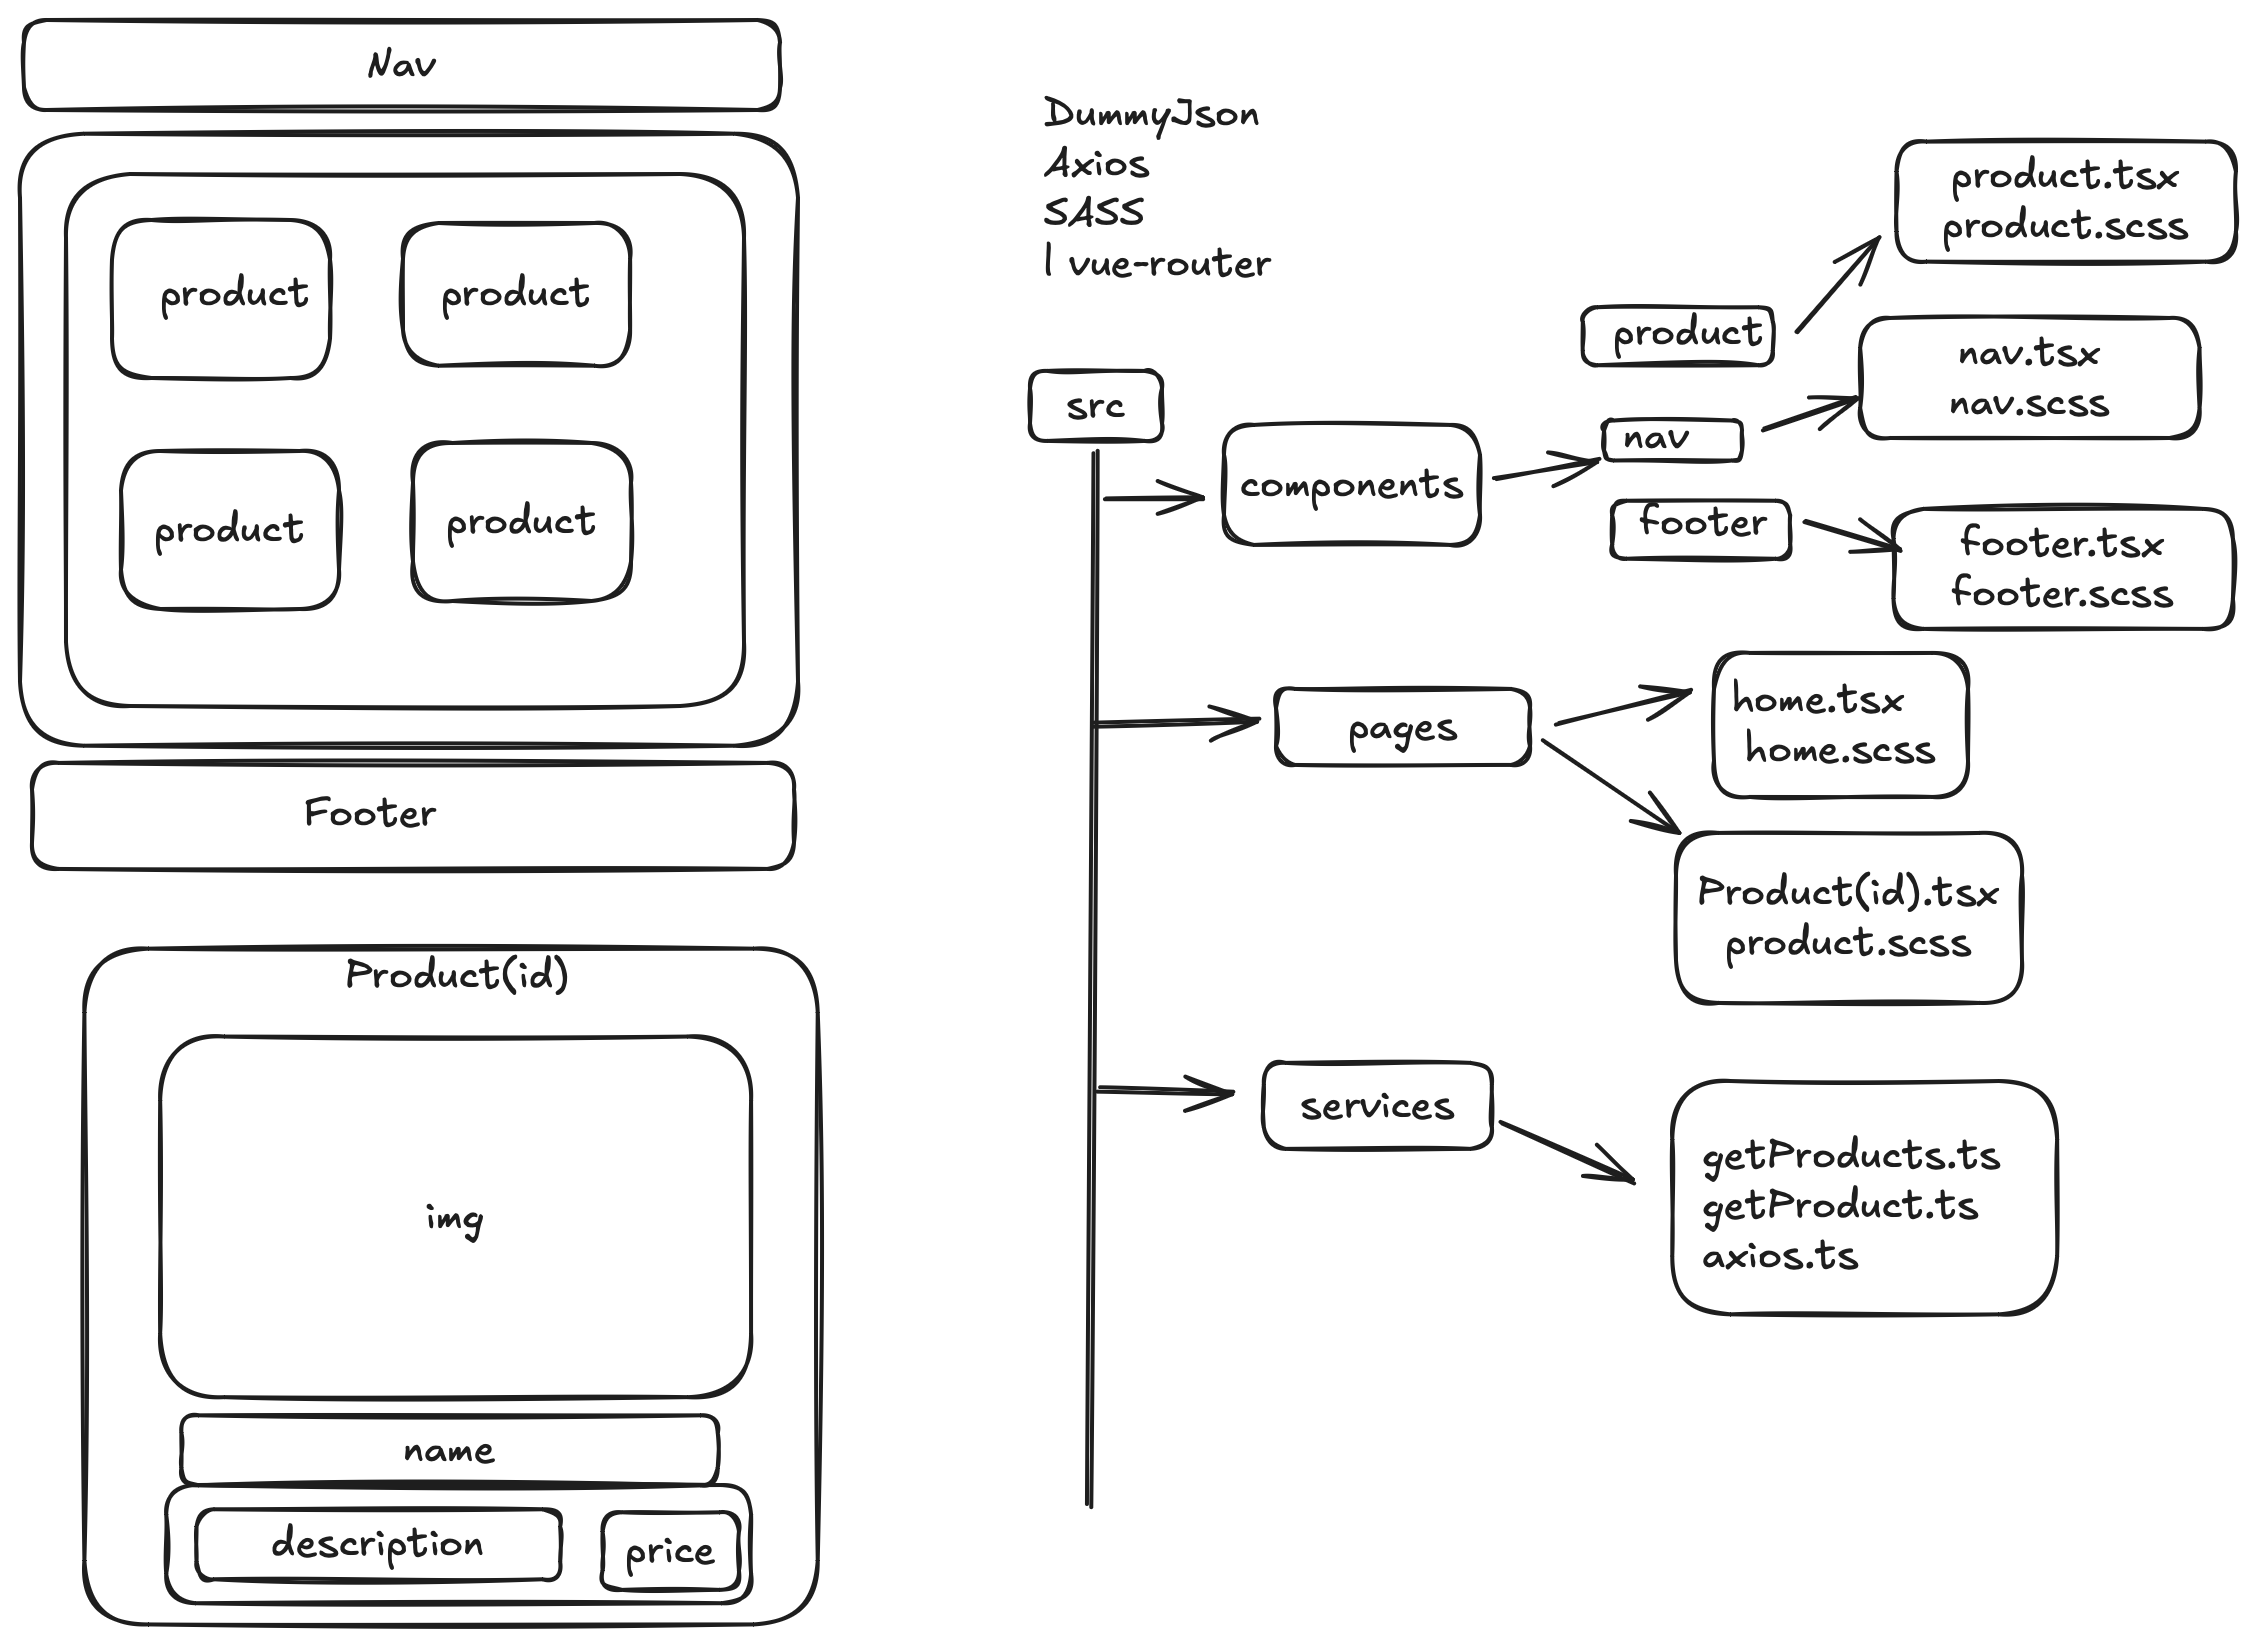 Nav
product
product
product
product
Footer
Product(id)
img
name
description
price
DummyJson
Axios
SASS
| vue-router
src
components
product
product.tsx
product.scss
nav
nav.tsx
nav.scss
footer
footer.tsx
footer.scss
pages
home.tsx
home.scss
Product(id).tsx
product.scss
services
getProducts.ts
getProduct.ts
axios.ts